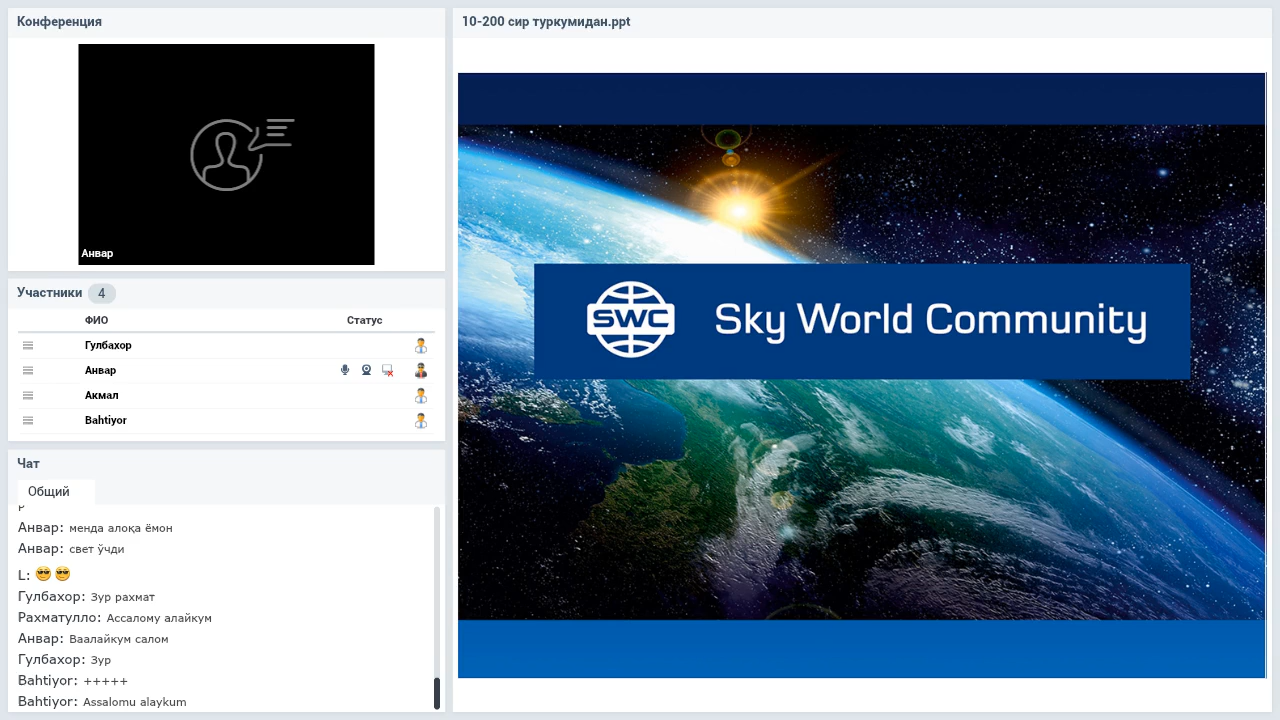 Конференция
Анвар
Участники 4
ФИО Статус
Гулбахор
Анвар
Акмал
Bahtiyor
Чат
Общий
Анвар: менда алоқа ёмон
Анвар: свет ўчди
L:
Гулбахор: Зур рахмат
Рахматулло: Ассалому алайкум
Анвар: Ваалайкум салом
Гулбахор: Зур
Bahtiyor: +++++
Bahtiyor: Assalomu alaykum
10-200 сир туркумидан.ppt
SWC Sky World Community